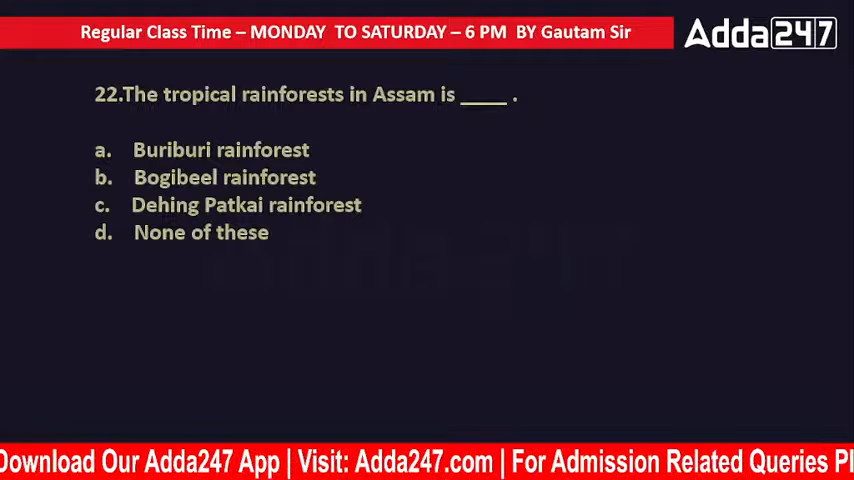 Regular Class Time – MONDAY TO SATURDAY – 6 PM BY Gautam Sir
Adda247
22.The tropical rainforests in Assam is ____ .
a. Buriburi rainforest
b. Bogibeel rainforest
c. Dehing Patkai rainforest
d. None of these
Download Our Adda247 App | Visit: Adda247.com | For Admission Related Queries Pl